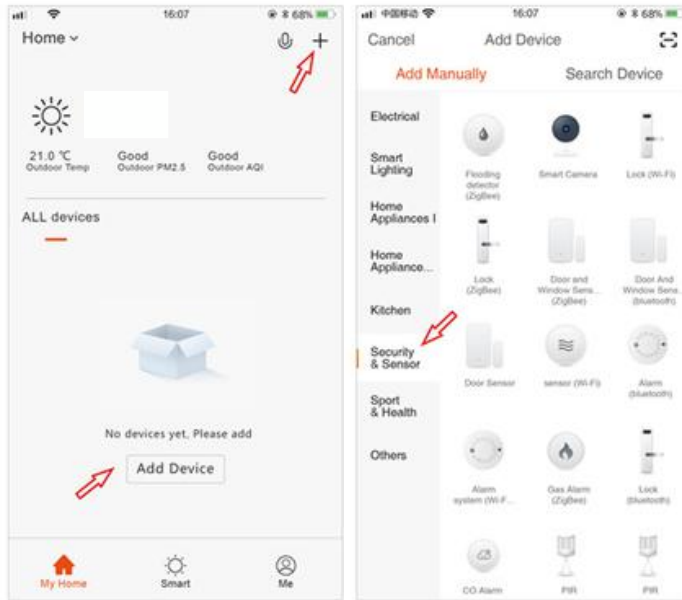 16:07
68%
Home
21.0 ℃
Outdoor Temp
Good
Outdoor PM2.5
Good
Outdoor AQI
ALL devices
No devices yet, Please add
Add Device
My Home
Smart
Me
中国移动
16:07
68%
Cancel
Add Device
Add Manually
Search Device
Electrical
Smart
Lighting
Home
Appliances I
Home
Appliance...
Kitchen
Security
& Sensor
Sport
& Health
Others
Flooding
detector
(ZigBee)
Smart Camera
Lock (Wi-Fi)
Lock
(ZigBee)
Door and
Window Sens...
(ZigBee)
Door And
Window Sens...
(bluetooth)
Door Sensor
sensor (Wi-Fi)
Alarm
(bluetooth)
Alarm
system (Wi-F...
Gas Alarm
(ZigBee)
Lock
(bluetooth)
CO Alarm
PIR
PIR